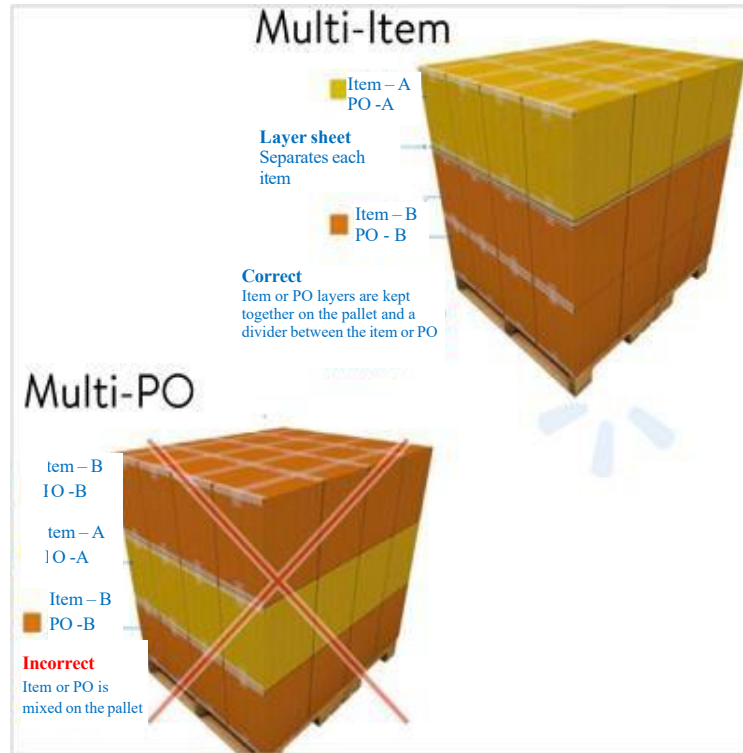 Multi-Item
Item – A
PO -A
Layer sheet
Separates each
item
Item – B
PO - B
Correct
Item or PO layers are kept
together on the pallet and a
divider between the item or PO
Multi-PO
tem – B
IO -B
tem – A
IO -A
Item – B
PO -B
Incorrect
Item or PO is
mixed on the pallet